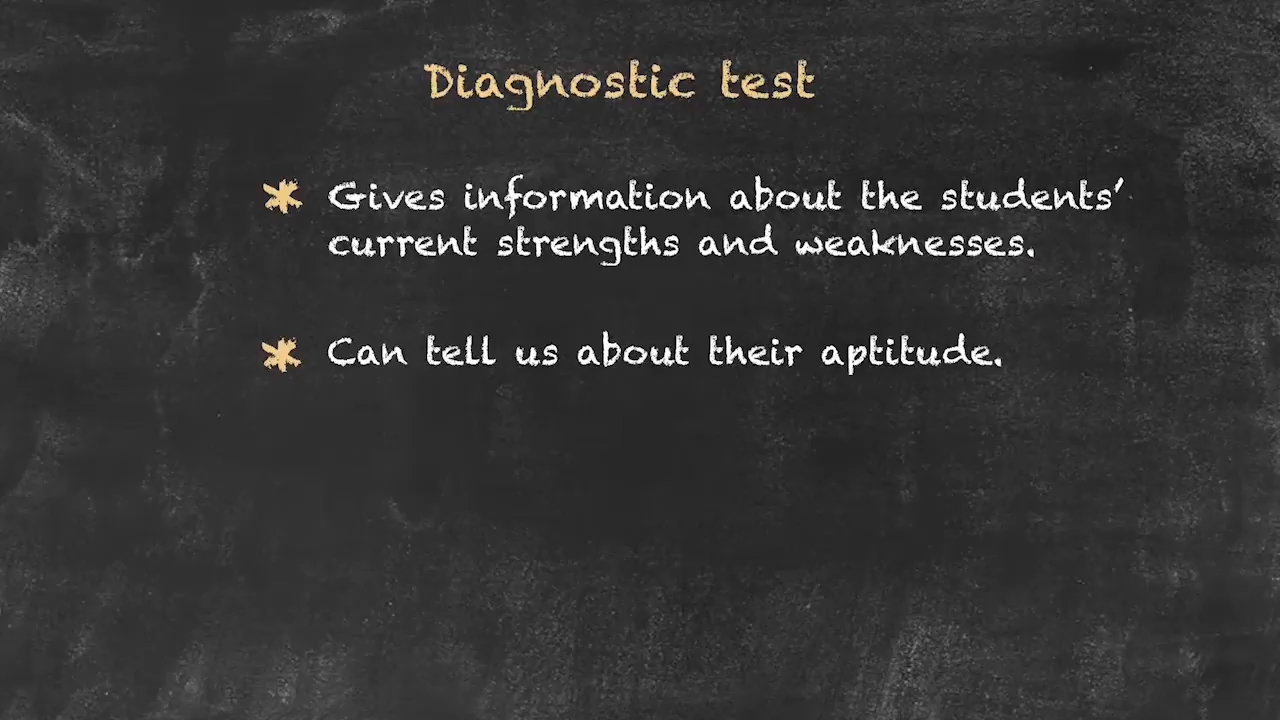 Diagnostic test
* Gives information about the students’
current strengths and weaknesses.
* Can tell us about their aptitude.